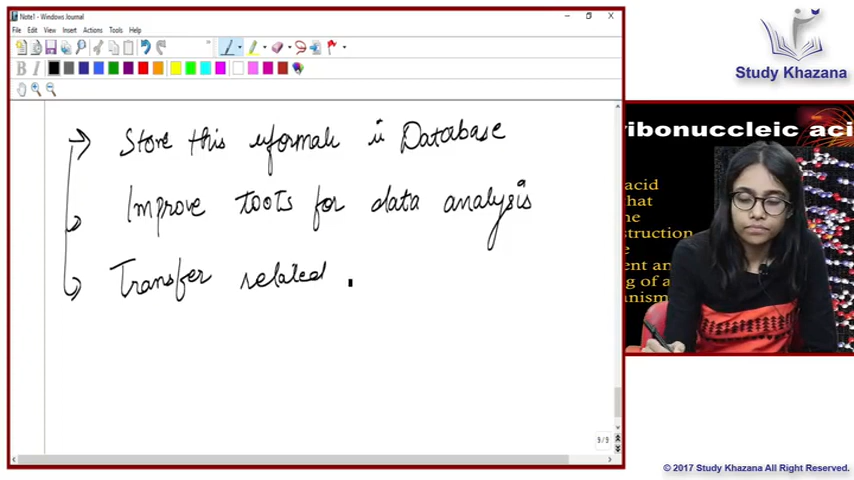 Note1 - Windows Journal
File Edit View Insert Actions Tools Help
B I
Store this informati in Database
Improve tools for data analysis
Transfer related
9 / 9
Study Khazana
ribonuccleic aci
acid
hat
he
struction
e
ent an
g of a
anism
© 2017 Study Khazana All Right Reserved.